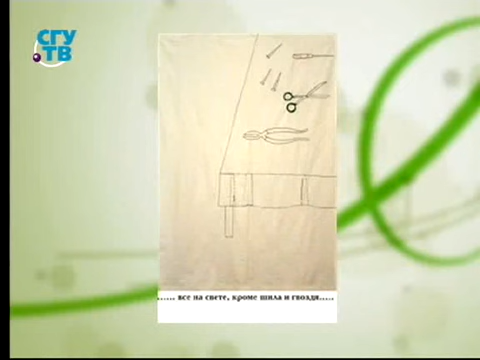 СГУ
ТВ
...... все на свете, кроме шила и гвоздя.....